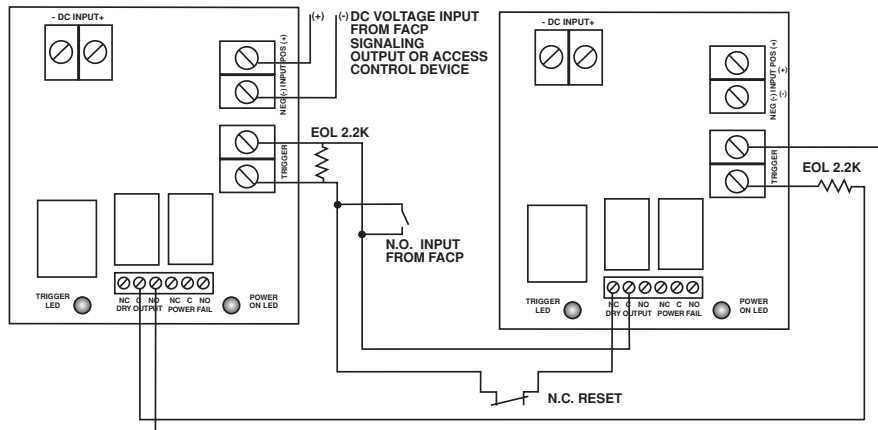 - DC INPUT+
(+)
(-) DC VOLTAGE INPUT
FROM FACP
SIGNALING
OUTPUT OR ACCESS
CONTROL DEVICE
NEG (-) INPUT POS (+)
TRIGGER
EOL 2.2K
N.O. INPUT
FROM FACP
TRIGGER
LED
NC C NO NC C NO
DRY OUTPUT POWER FAIL
POWER
ON LED
- DC INPUT+
NEG (-) INPUT POS (+)
(-) (+)
TRIGGER
EOL 2.2K
TRIGGER
LED
NC C NO NC C NO
DRY OUTPUT POWER FAIL
POWER
ON LED
N.C. RESET